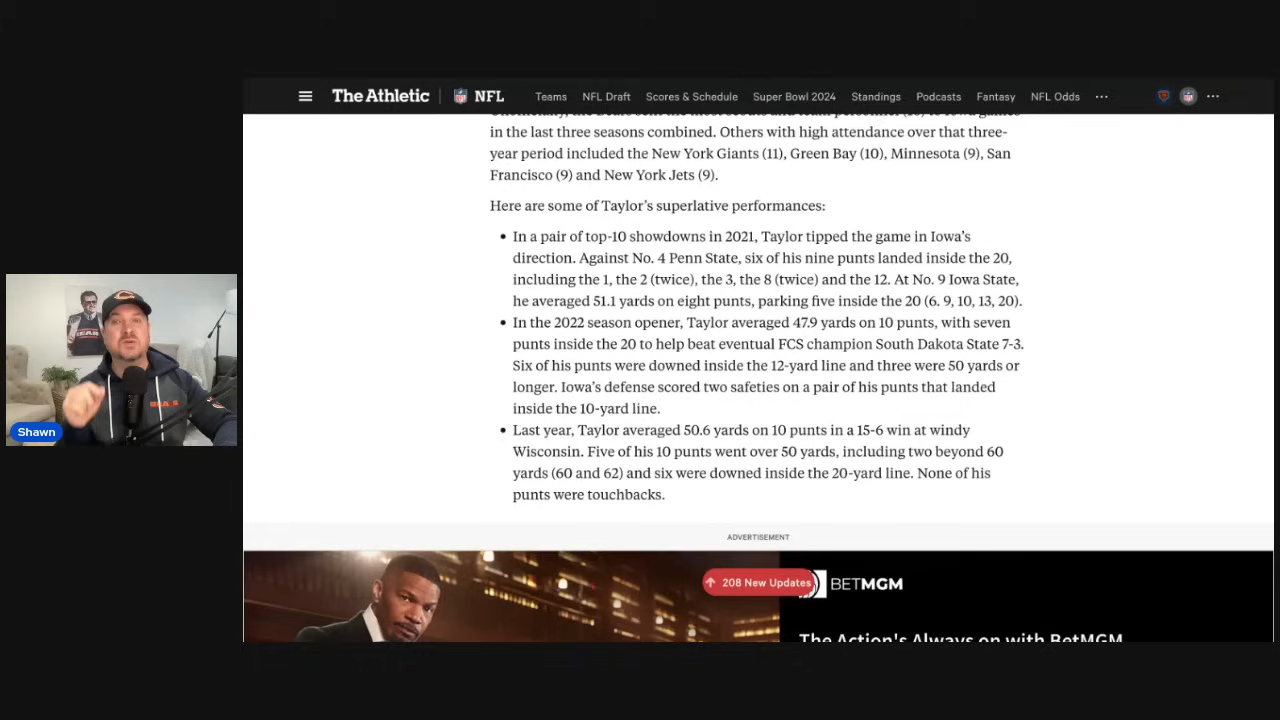 The Athletic
NFL
Teams
NFL Draft
Scores & Schedule
Super Bowl 2024
Standings
Podcasts
Fantasy
NFL Odds
in the last three seasons combined. Others with high attendance over that three-
year period included the New York Giants (11), Green Bay (10), Minnesota (9), San
Francisco (9) and New York Jets (9).
Here are some of Taylor’s superlative performances:
• In a pair of top-10 showdowns in 2021, Taylor tipped the game in Iowa’s
direction. Against No. 4 Penn State, six of his nine punts landed inside the 20,
including the 1, the 2 (twice), the 3, the 8 (twice) and the 12. At No. 9 Iowa State,
he averaged 51.1 yards on eight punts, parking five inside the 20 (6. 9, 10, 13, 20).
• In the 2022 season opener, Taylor averaged 47.9 yards on 10 punts, with seven
punts inside the 20 to help beat eventual FCS champion South Dakota State 7-3.
Six of his punts were downed inside the 12-yard line and three were 50 yards or
longer. Iowa’s defense scored two safeties on a pair of his punts that landed
inside the 10-yard line.
• Last year, Taylor averaged 50.6 yards on 10 punts in a 15-6 win at windy
Wisconsin. Five of his 10 punts went over 50 yards, including two beyond 60
yards (60 and 62) and six were downed inside the 20-yard line. None of his
punts were touchbacks.
Shawn
ADVERTISEMENT
208 New Updates
BETMGM
The Action's Always on with BetMGM